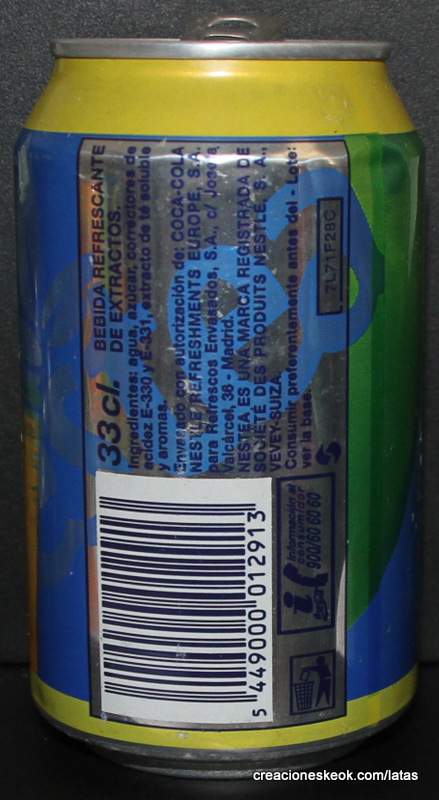 33 cl. BEBIDA REFRESCANTE
DE EXTRACTOS.
Ingredientes: agua, azúcar, correctores de
acidez E-330 y E-331, extracto de té soluble
y aromas.
Envasado con autorización de: COCA-COLA
NESTLE REFRESHMENTS EUROPE, S.A.
para Refrescos Envasados, S.A., c/ Josefa
Valcárcel, 36 - Madrid.
NESTEA ES UNA MARCA REGISTRADA DE
SOCIÉTÉ DES PRODUITS NESTLÉ, S. A.,
VEVEY-SUIZA.
Consumir preferentemente antes del - Lote:
ver la base.
7L71F28C
Información al
consumidor
900/60 60 60
5 449000 012913
creacioneskeok.com/latas